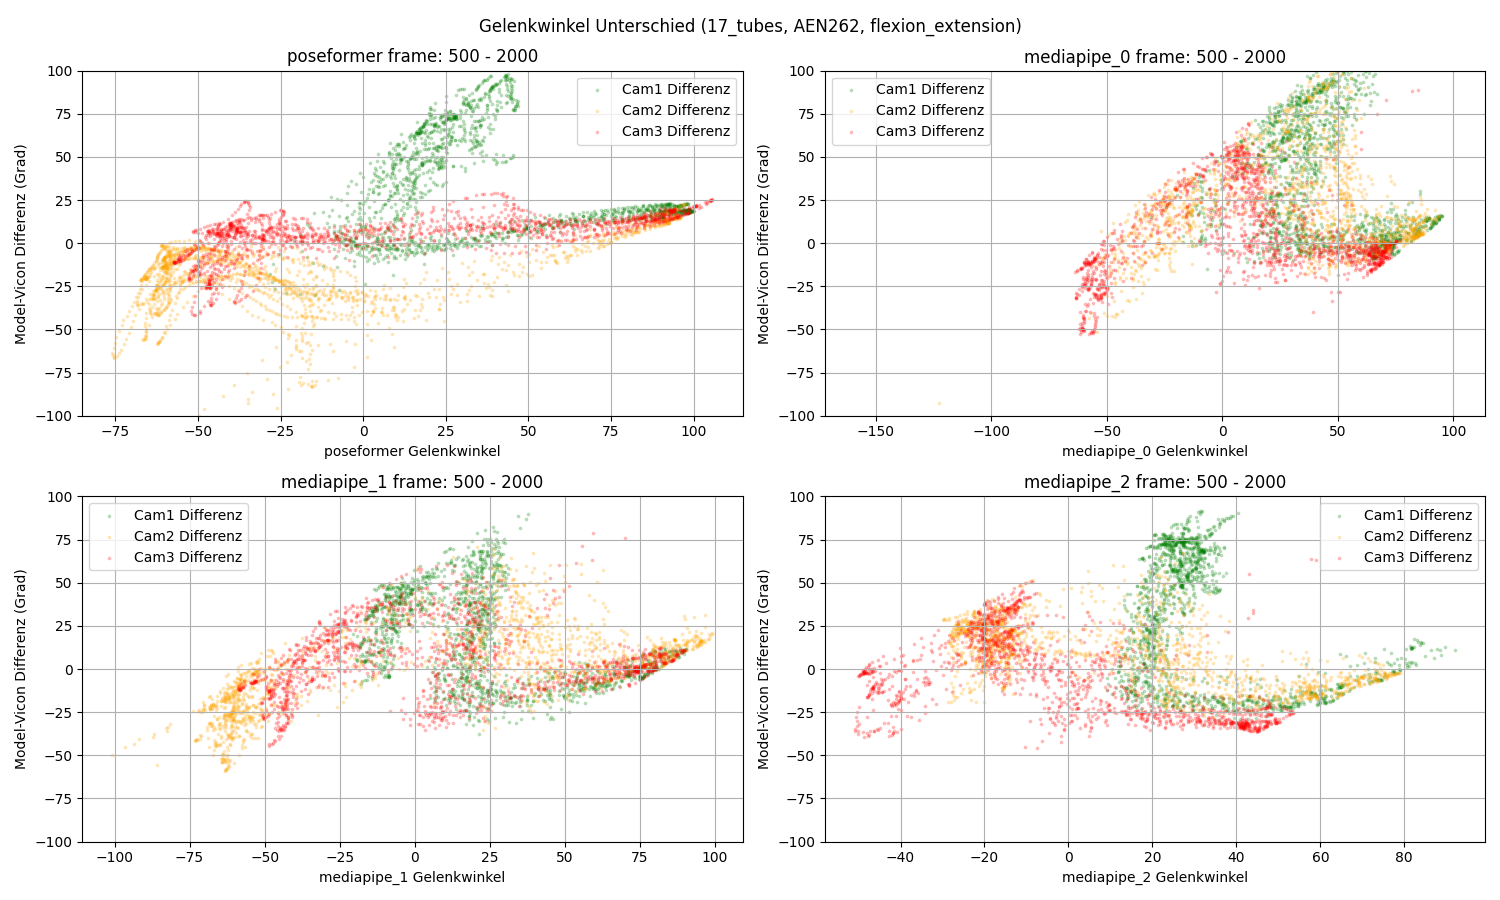 Gelenkwinkel Unterschied (17_tubes, AEN262, flexion_extension)
poseformer frame: 500 - 2000
Model-Vicon Differenz (Grad)
100
75
50
25
0
−25
−50
−75
−100
Cam1 Differenz
Cam2 Differenz
Cam3 Differenz
−75 −50 −25 0 25 50 75 100
poseformer Gelenkwinkel
mediapipe_0 frame: 500 - 2000
Model-Vicon Differenz (Grad)
100
75
50
25
0
−25
−50
−75
−100
Cam1 Differenz
Cam2 Differenz
Cam3 Differenz
−150 −100 −50 0 50 100
mediapipe_0 Gelenkwinkel
mediapipe_1 frame: 500 - 2000
Model-Vicon Differenz (Grad)
100
75
50
25
0
−25
−50
−75
−100
Cam1 Differenz
Cam2 Differenz
Cam3 Differenz
−100 −75 −50 −25 0 25 50 75 100
mediapipe_1 Gelenkwinkel
mediapipe_2 frame: 500 - 2000
Model-Vicon Differenz (Grad)
100
75
50
25
0
−25
−50
−75
−100
Cam1 Differenz
Cam2 Differenz
Cam3 Differenz
−40 −20 0 20 40 60 80
mediapipe_2 Gelenkwinkel